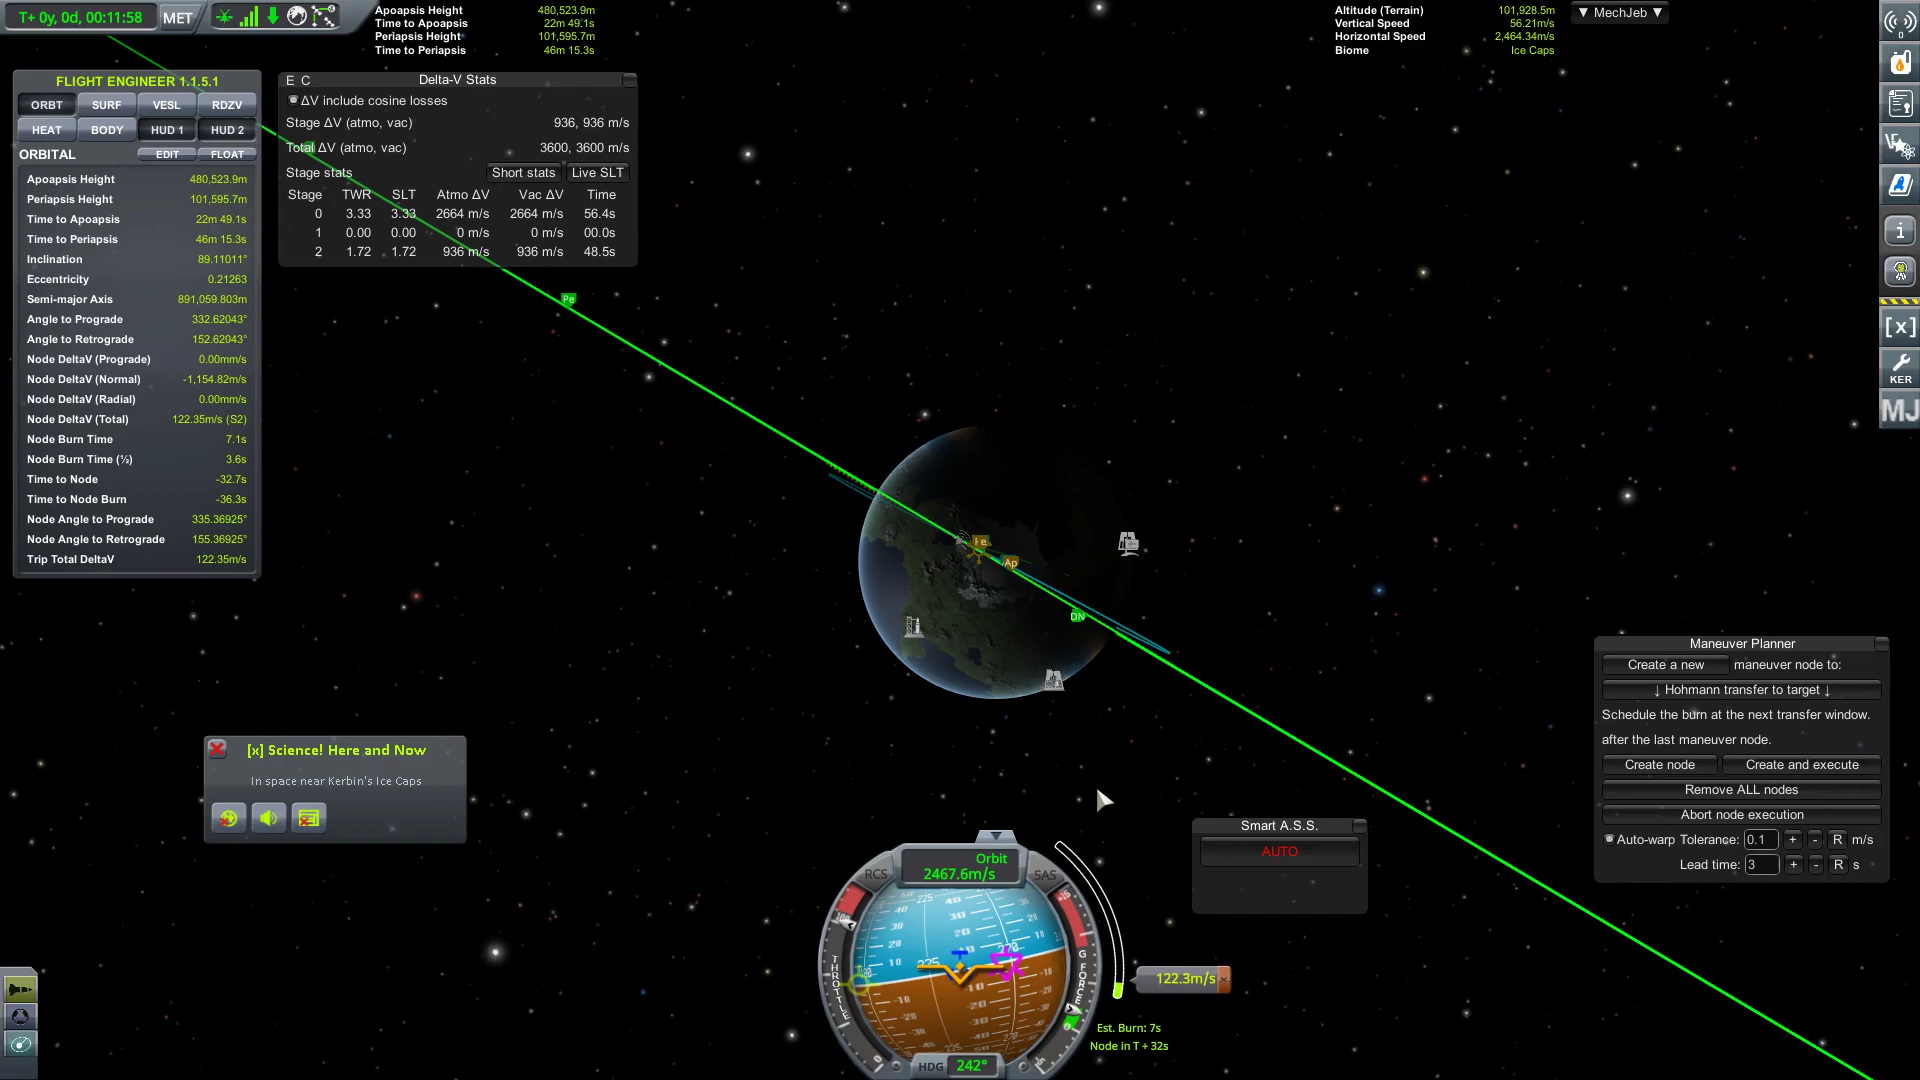 T+ 0y, 0d, 00:11:58 MET
Apoapsis Height 480,523.9m
Time to Apoapsis 22m 49.1s
Periapsis Height 101,595.7m
Time to Periapsis 46m 15.3s
Altitude (Terrain) 101,928.5m
Vertical Speed 56.21m/s
Horizontal Speed 2,464.34m/s
Biome Ice Caps
▼ MechJeb ▼
0
FLIGHT ENGINEER 1.1.5.1
ORBT SURF VESL RDZV
HEAT BODY HUD 1 HUD 2
ORBITAL EDIT FLOAT
Apoapsis Height 480,523.9m
Periapsis Height 101,595.7m
Time to Apoapsis 22m 49.1s
Time to Periapsis 46m 15.3s
Inclination 89.11011°
Eccentricity 0.21263
Semi-major Axis 891,059.803m
Angle to Prograde 332.62043°
Angle to Retrograde 152.62043°
Node DeltaV (Prograde) 0.00mm/s
Node DeltaV (Normal) -1,154.82m/s
Node DeltaV (Radial) 0.00mm/s
Node DeltaV (Total) 122.35m/s (S2)
Node Burn Time 7.1s
Node Burn Time (½) 3.6s
Time to Node -32.7s
Time to Node Burn -36.3s
Node Angle to Prograde 335.36925°
Node Angle to Retrograde 155.36925°
Trip Total DeltaV 122.35m/s
E C Delta-V Stats
ΔV include cosine losses
Stage ΔV (atmo, vac) 936, 936 m/s
Total ΔV (atmo, vac) 3600, 3600 m/s
Stage stats Short stats Live SLT
Stage TWR SLT Atmo ΔV Vac ΔV Time
0 3.33 3.33 2664 m/s 2664 m/s 56.4s
1 0.00 0.00 0 m/s 0 m/s 00.0s
2 1.72 1.72 936 m/s 936 m/s 48.5s
[x]
KER
MJ
Pe
Ap
DN
[x] Science! Here and Now
In space near Kerbin's Ice Caps
Maneuver Planner
Create a new maneuver node to:
↓ Hohmann transfer to target ↓
Schedule the burn at the next transfer window.
after the last maneuver node.
Create node Create and execute
Remove ALL nodes
Abort node execution
Auto-warp Tolerance: 0.1 + - R m/s
Lead time: 3 + - R s
Smart A.S.S.
AUTO
Orbit
2467.6m/s
RCS SAS
THROTTLE
G FORCE
HDG 242°
122.3m/s
Est. Burn: 7s
Node in T + 32s